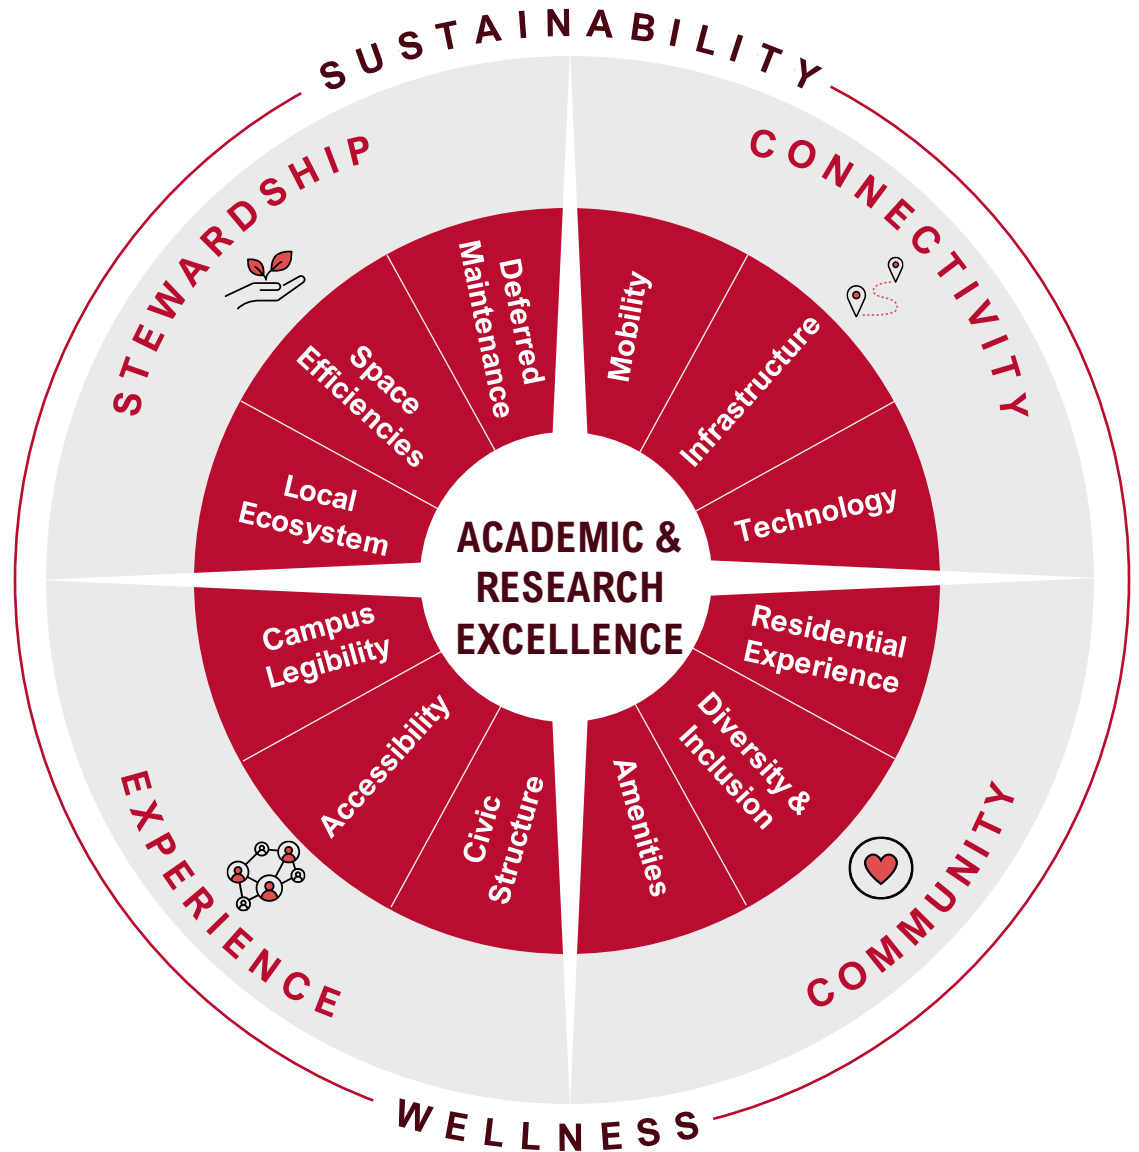 SUSTAINABILITY
STEWARDSHIP
CONNECTIVITY
Deferred
Maintenance
Space
Efficiencies
Local
Ecosystem
Mobility
Infrastructure
Technology
ACADEMIC &
RESEARCH
EXCELLENCE
Campus
Legibility
Accessibility
Civic
Structure
Residential
Experience
Diversity &
Inclusion
Amenities
EXPERIENCE
COMMUNITY
WELLNESS